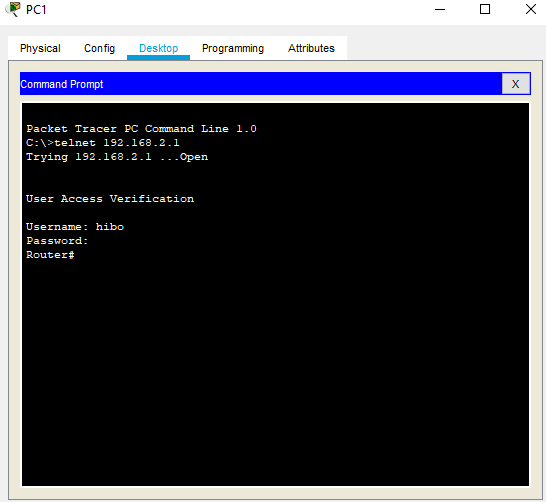 PC1
Physical Config Desktop Programming Attributes
Command Prompt X
Packet Tracer PC Command Line 1.0
C:\>telnet 192.168.2.1
Trying 192.168.2.1 ...Open
User Access Verification
Username: hibo
Password:
Router#